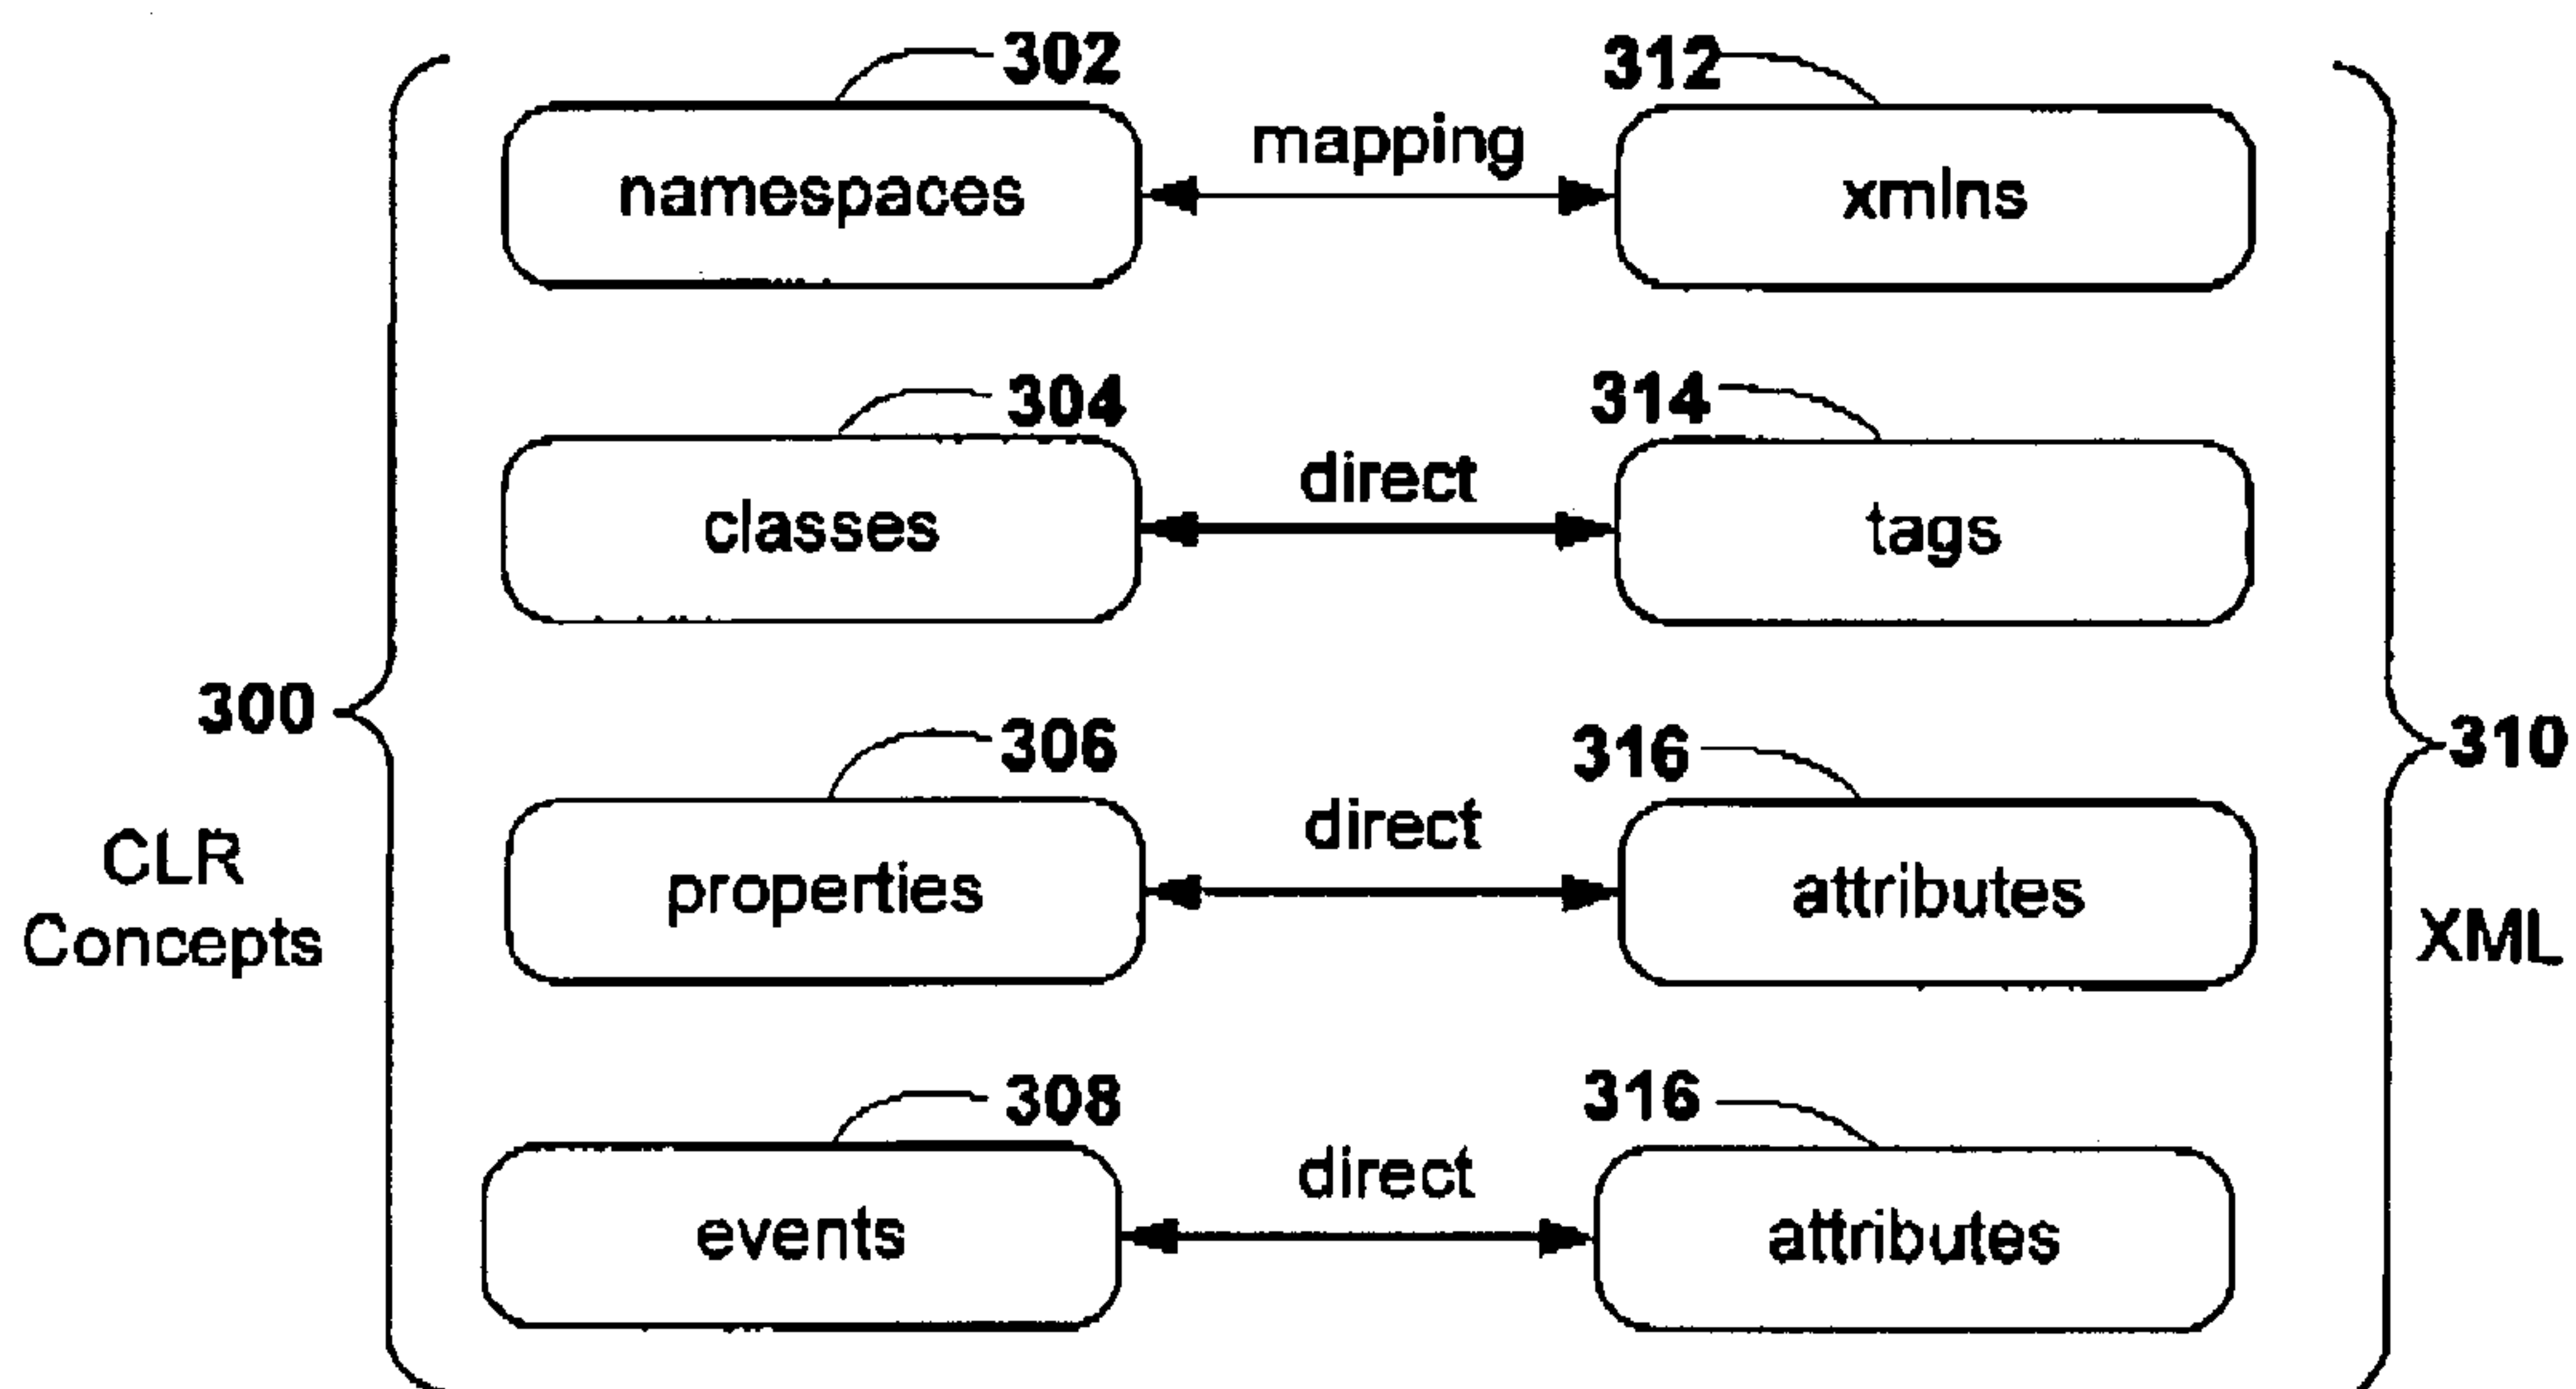 302
312
namespaces
mapping
xmlns
304
314
classes
direct
tags
300
CLR
Concepts
306
316
properties
direct
attributes
310
XML
308
316
events
direct
attributes